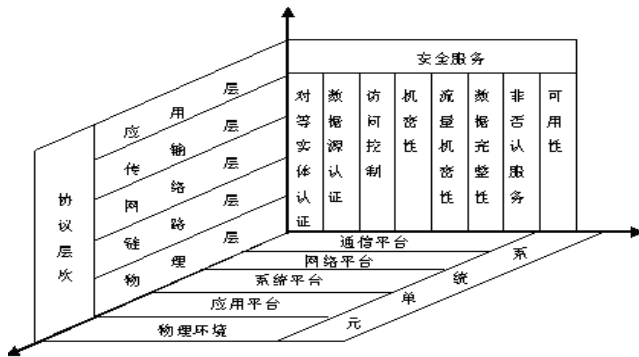 安全服务
对等实体认证
数据源认证
访问控制
机密性
流量机密性
数据完整性
非否认服务
可用性
协议层次
应用层
传输层
网络层
链路层
物理层
通信平台
网络平台
系统平台
应用平台
物理环境
系统单元